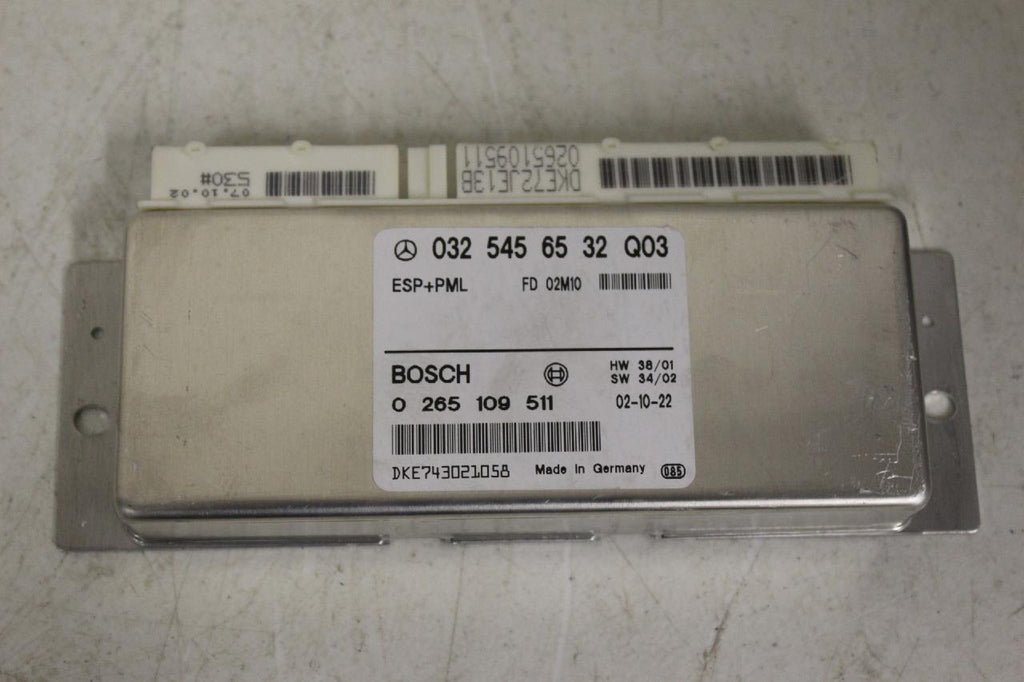 07.10.02
530#
DKE72JE13B
0265109511
032 545 65 32 Q03
ESP+PML FD 02M10
BOSCH HW 38/01
SW 34/02
0 265 109 511 02-10-22
DKE743021058 Made in Germany 085